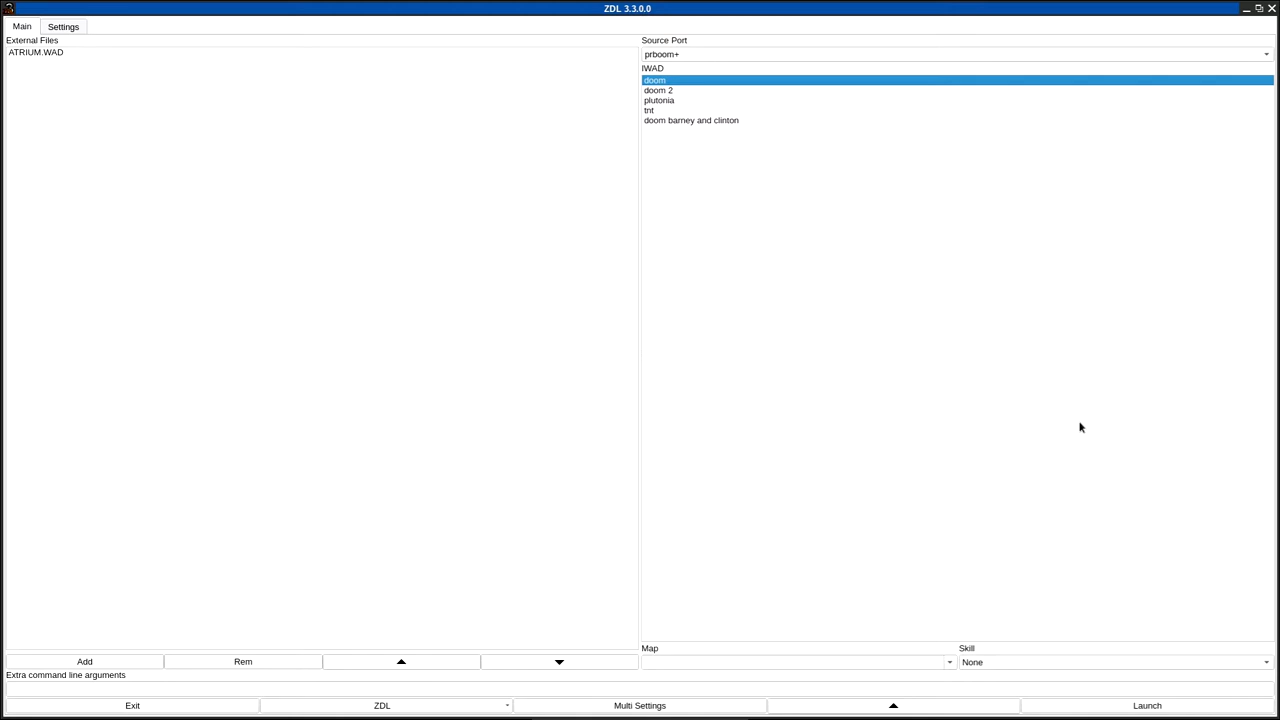 ZDL 3.3.0.0
Main
Settings
External Files
ATRIUM.WAD
Source Port
prboom+
IWAD
doom
doom 2
plutonia
tnt
doom barney and clinton
Add
Rem
Map
Skill
None
Extra command line arguments
Exit
ZDL
Multi Settings
Launch